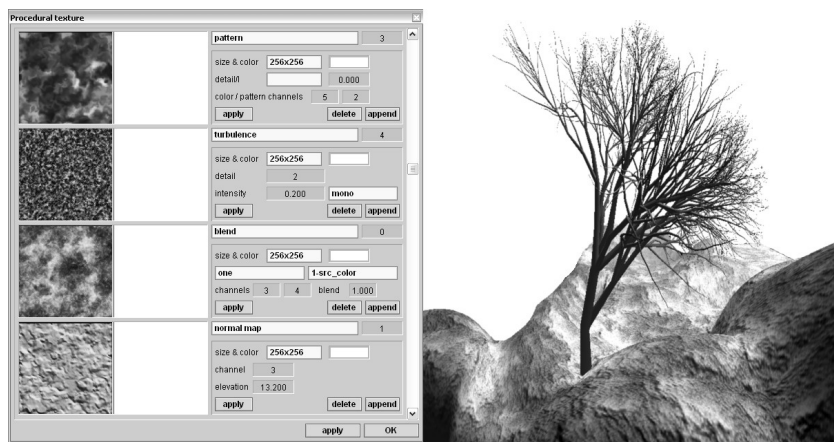 Procedural texture
pattern 3
size & color 256x256
detail/l 0.000
color / pattern channels 5 2
apply delete append
turbulence 4
size & color 256x256
detail 2
intensity 0.200 mono
apply delete append
blend 0
size & color 256x256
one 1-src_color
channels 3 4 blend 1.000
apply delete append
normal map 1
size & color 256x256
channel 3
elevation 13.200
apply delete append
apply OK